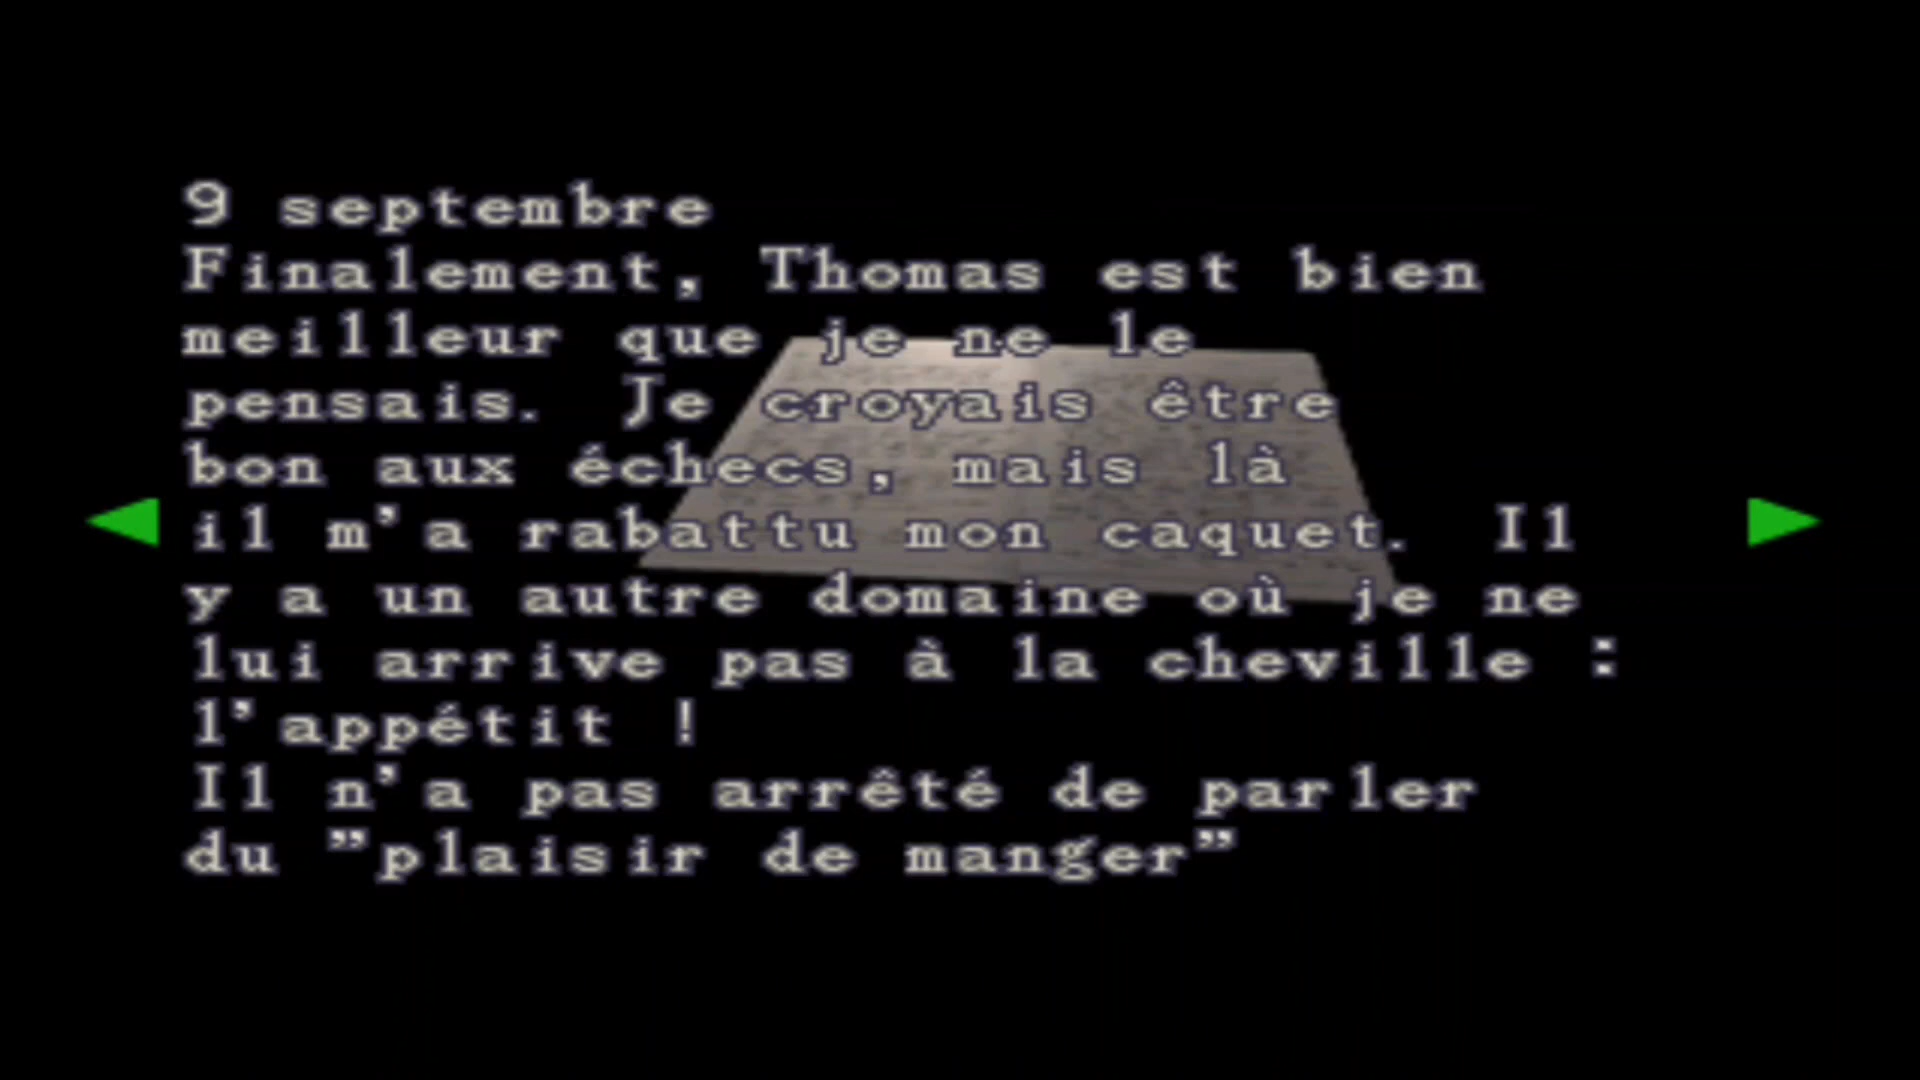 9 septembre
Finalement, Thomas est bien
meilleur que je ne le
pensais. Je croyais être
bon aux échecs, mais là
il m'a rabattu mon caquet. Il
y a un autre domaine où je ne
lui arrive pas à la cheville :
l'appétit !
Il n'a pas arrêté de parler
du "plaisir de manger"